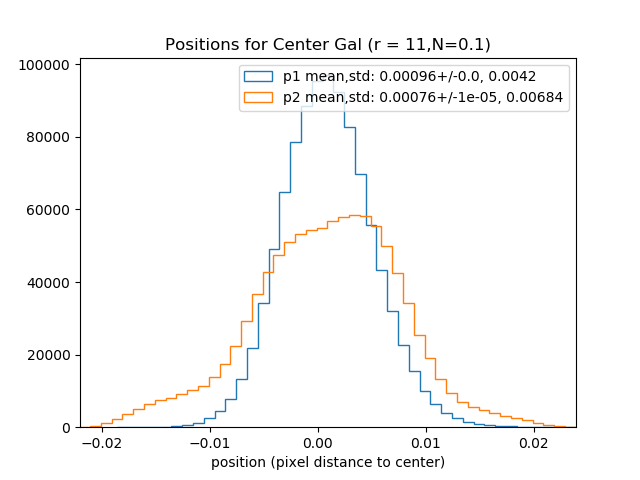 Positions for Center Gal (r = 11,N=0.1)
p1 mean,std: 0.00096+/-0.0, 0.0042
p2 mean,std: 0.00076+/-1e-05, 0.00684
100000
80000
60000
40000
20000
0
−0.02 −0.01 0.00 0.01 0.02
position (pixel distance to center)